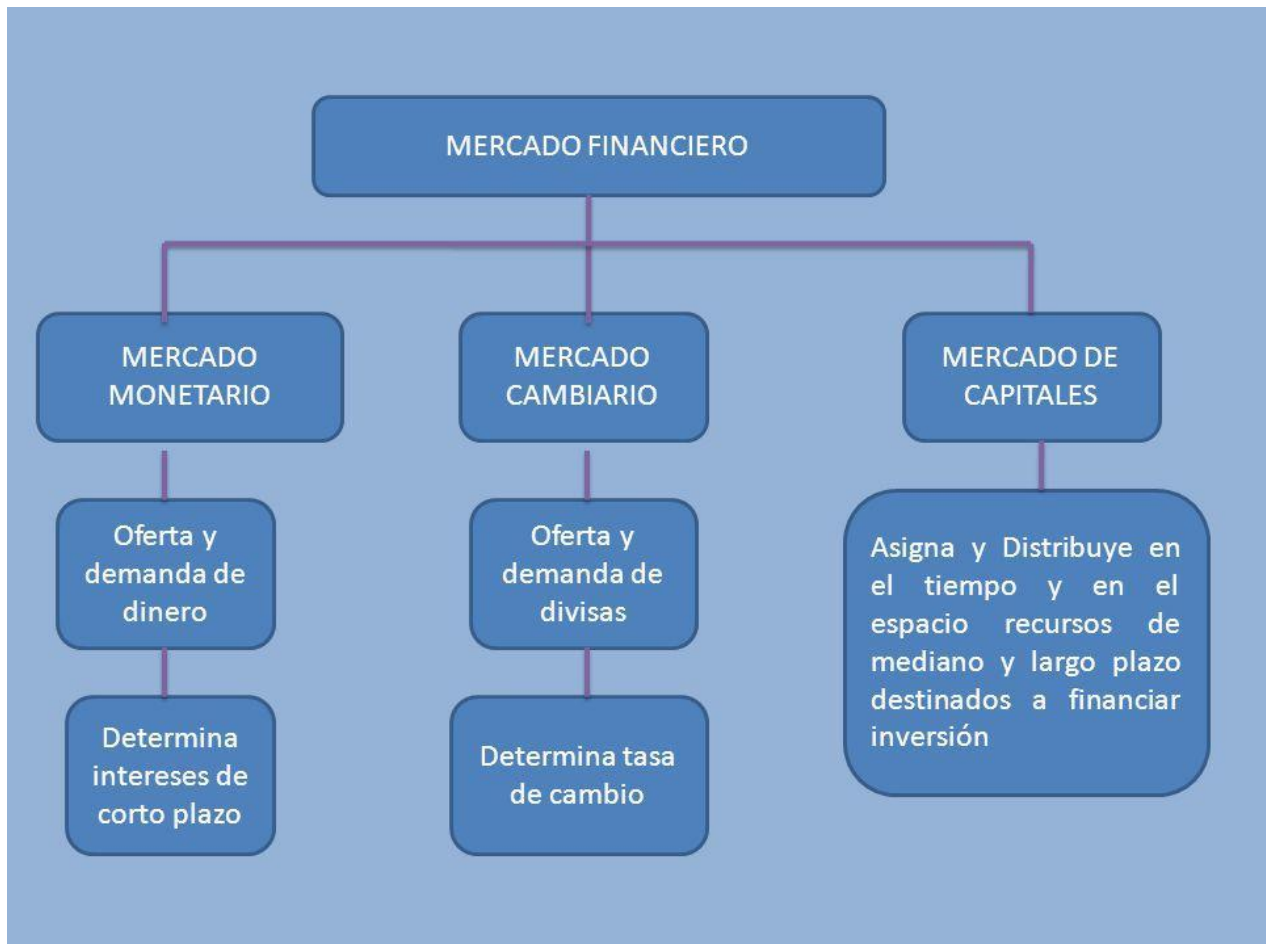 MERCADO FINANCIERO
MERCADO
MONETARIO
MERCADO
CAMBIARIO
MERCADO DE
CAPITALES
Oferta y
demanda de
dinero
Oferta y
demanda de
divisas
Asigna y Distribuye en
el tiempo y en el
espacio recursos de
mediano y largo plazo
destinados a financiar
inversión
Determina
intereses de
corto plazo
Determina tasa
de cambio